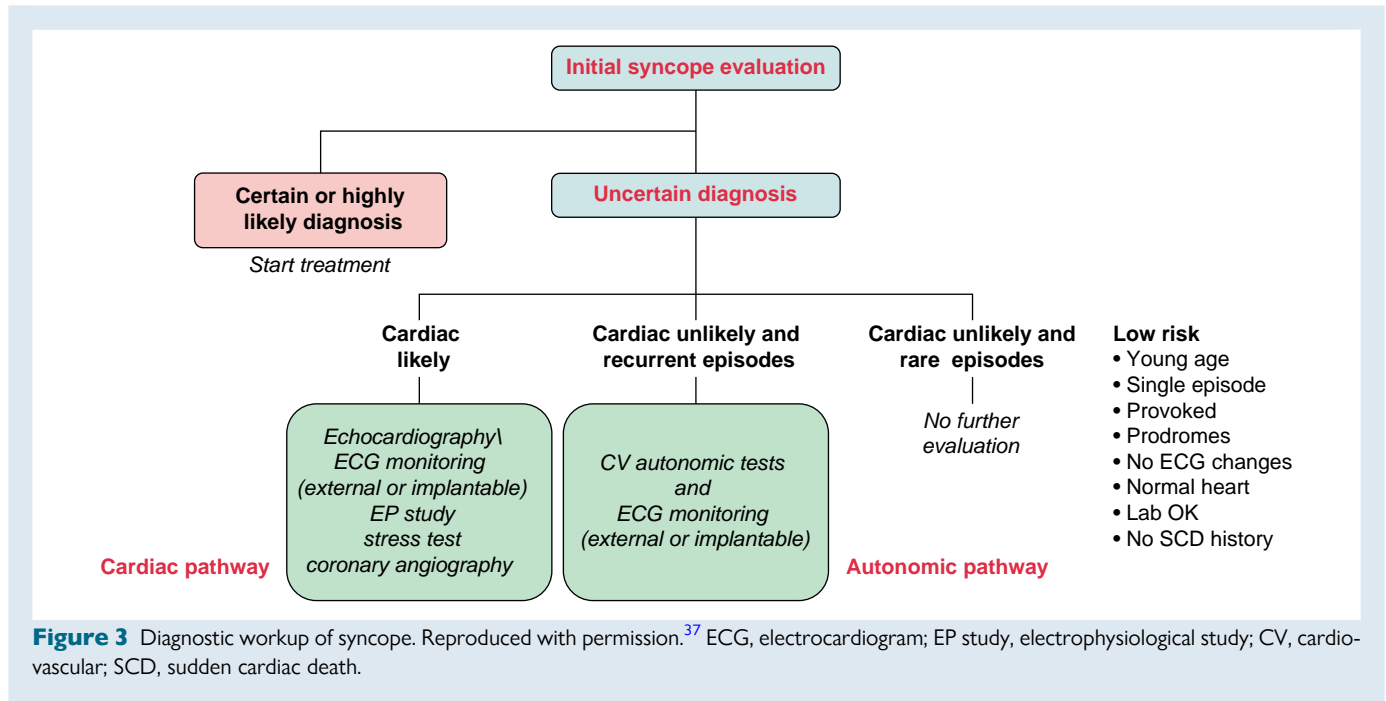 Initial syncope evaluation
Certain or highly
likely diagnosis
Start treatment
Uncertain diagnosis
Cardiac
likely
Echocardiography\
ECG monitoring
(external or implantable)
EP study
stress test
coronary angiography
Cardiac pathway
Cardiac unlikely and
recurrent episodes
CV autonomic tests
and
ECG monitoring
(external or implantable)
Autonomic pathway
Cardiac unlikely and
rare episodes
No further
evaluation
Low risk
• Young age
• Single episode
• Provoked
• Prodromes
• No ECG changes
• Normal heart
• Lab OK
• No SCD history
Figure 3 Diagnostic workup of syncope. Reproduced with permission.37 ECG, electrocardiogram; EP study, electrophysiological study; CV, cardio-
vascular; SCD, sudden cardiac death.